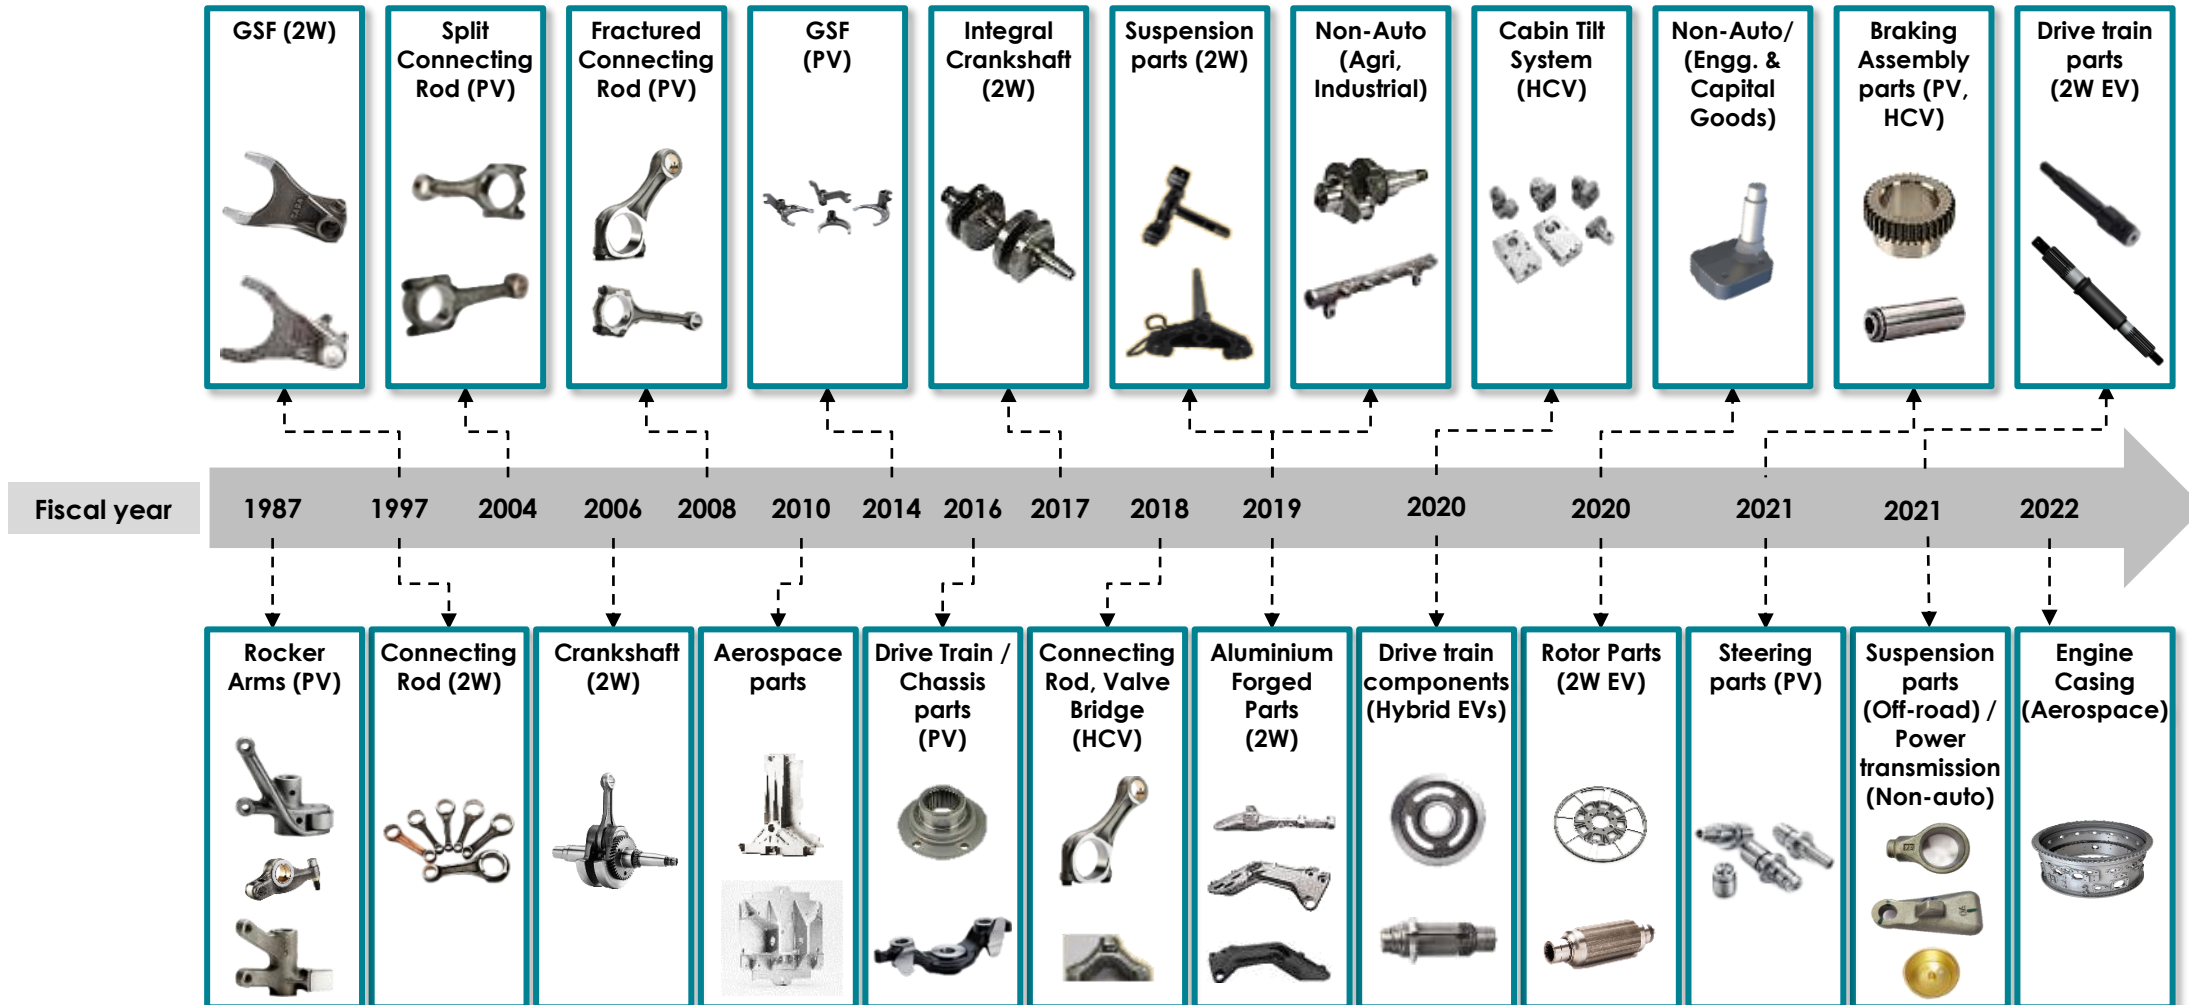 GSF (2W)
Split
Connecting
Rod (PV)
Fractured
Connecting
Rod (PV)
GSF
(PV)
Integral
Crankshaft
(2W)
Suspension
parts (2W)
Non-Auto
(Agri,
Industrial)
Cabin Tilt
System
(HCV)
Non-Auto/
(Engg. &
Capital
Goods)
Braking
Assembly
parts (PV,
HCV)
Drive train
parts
(2W EV)
Fiscal year
1987
1997
2004
2006
2008
2010
2014
2016
2017
2018
2019
2020
2020
2021
2021
2022
Rocker
Arms (PV)
Connecting
Rod (2W)
Crankshaft
(2W)
Aerospace
parts
Drive Train /
Chassis
parts
(PV)
Connecting
Rod, Valve
Bridge
(HCV)
Aluminium
Forged
Parts
(2W)
Drive train
components
(Hybrid EVs)
Rotor Parts
(2W EV)
Steering
parts (PV)
Suspension
parts
(Off-road) /
Power
transmission
(Non-auto)
Engine
Casing
(Aerospace)